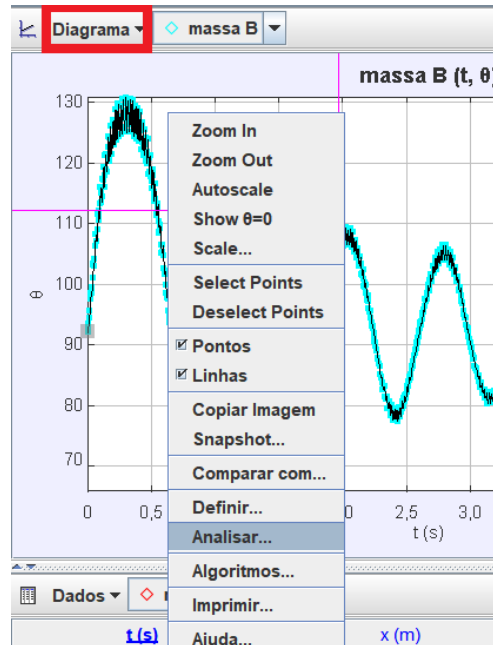 Diagrama massa B
massa B (t, θ)
130
120
110
100
90
80
70
θ
Zoom In
Zoom Out
Autoscale
Show θ=0
Scale...
Select Points
Deselect Points
Pontos
Linhas
Copiar Imagem
Snapshot...
Comparar com...
Definir...
Analisar...
Algoritmos...
Imprimir...
Ajuda...
0 0,5 2,5 3,0
t (s)
Dados
t (s) x (m)